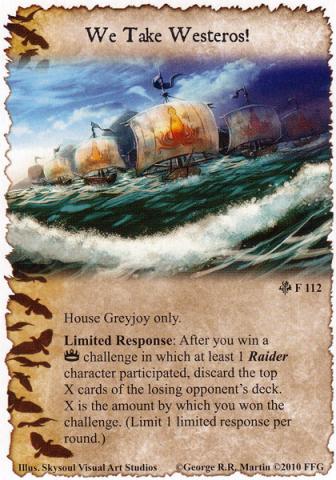 We Take Westeros!
F 112
House Greyjoy only.
Limited Response: After you win a
challenge in which at least 1 Raider
character participated, discard the top
X cards of the losing opponent's deck.
X is the amount by which you won the
challenge. (Limit 1 limited response per
round.)
Illus. Skysoul Visual Art Studios ©George R.R. Martin ©2010 FFG